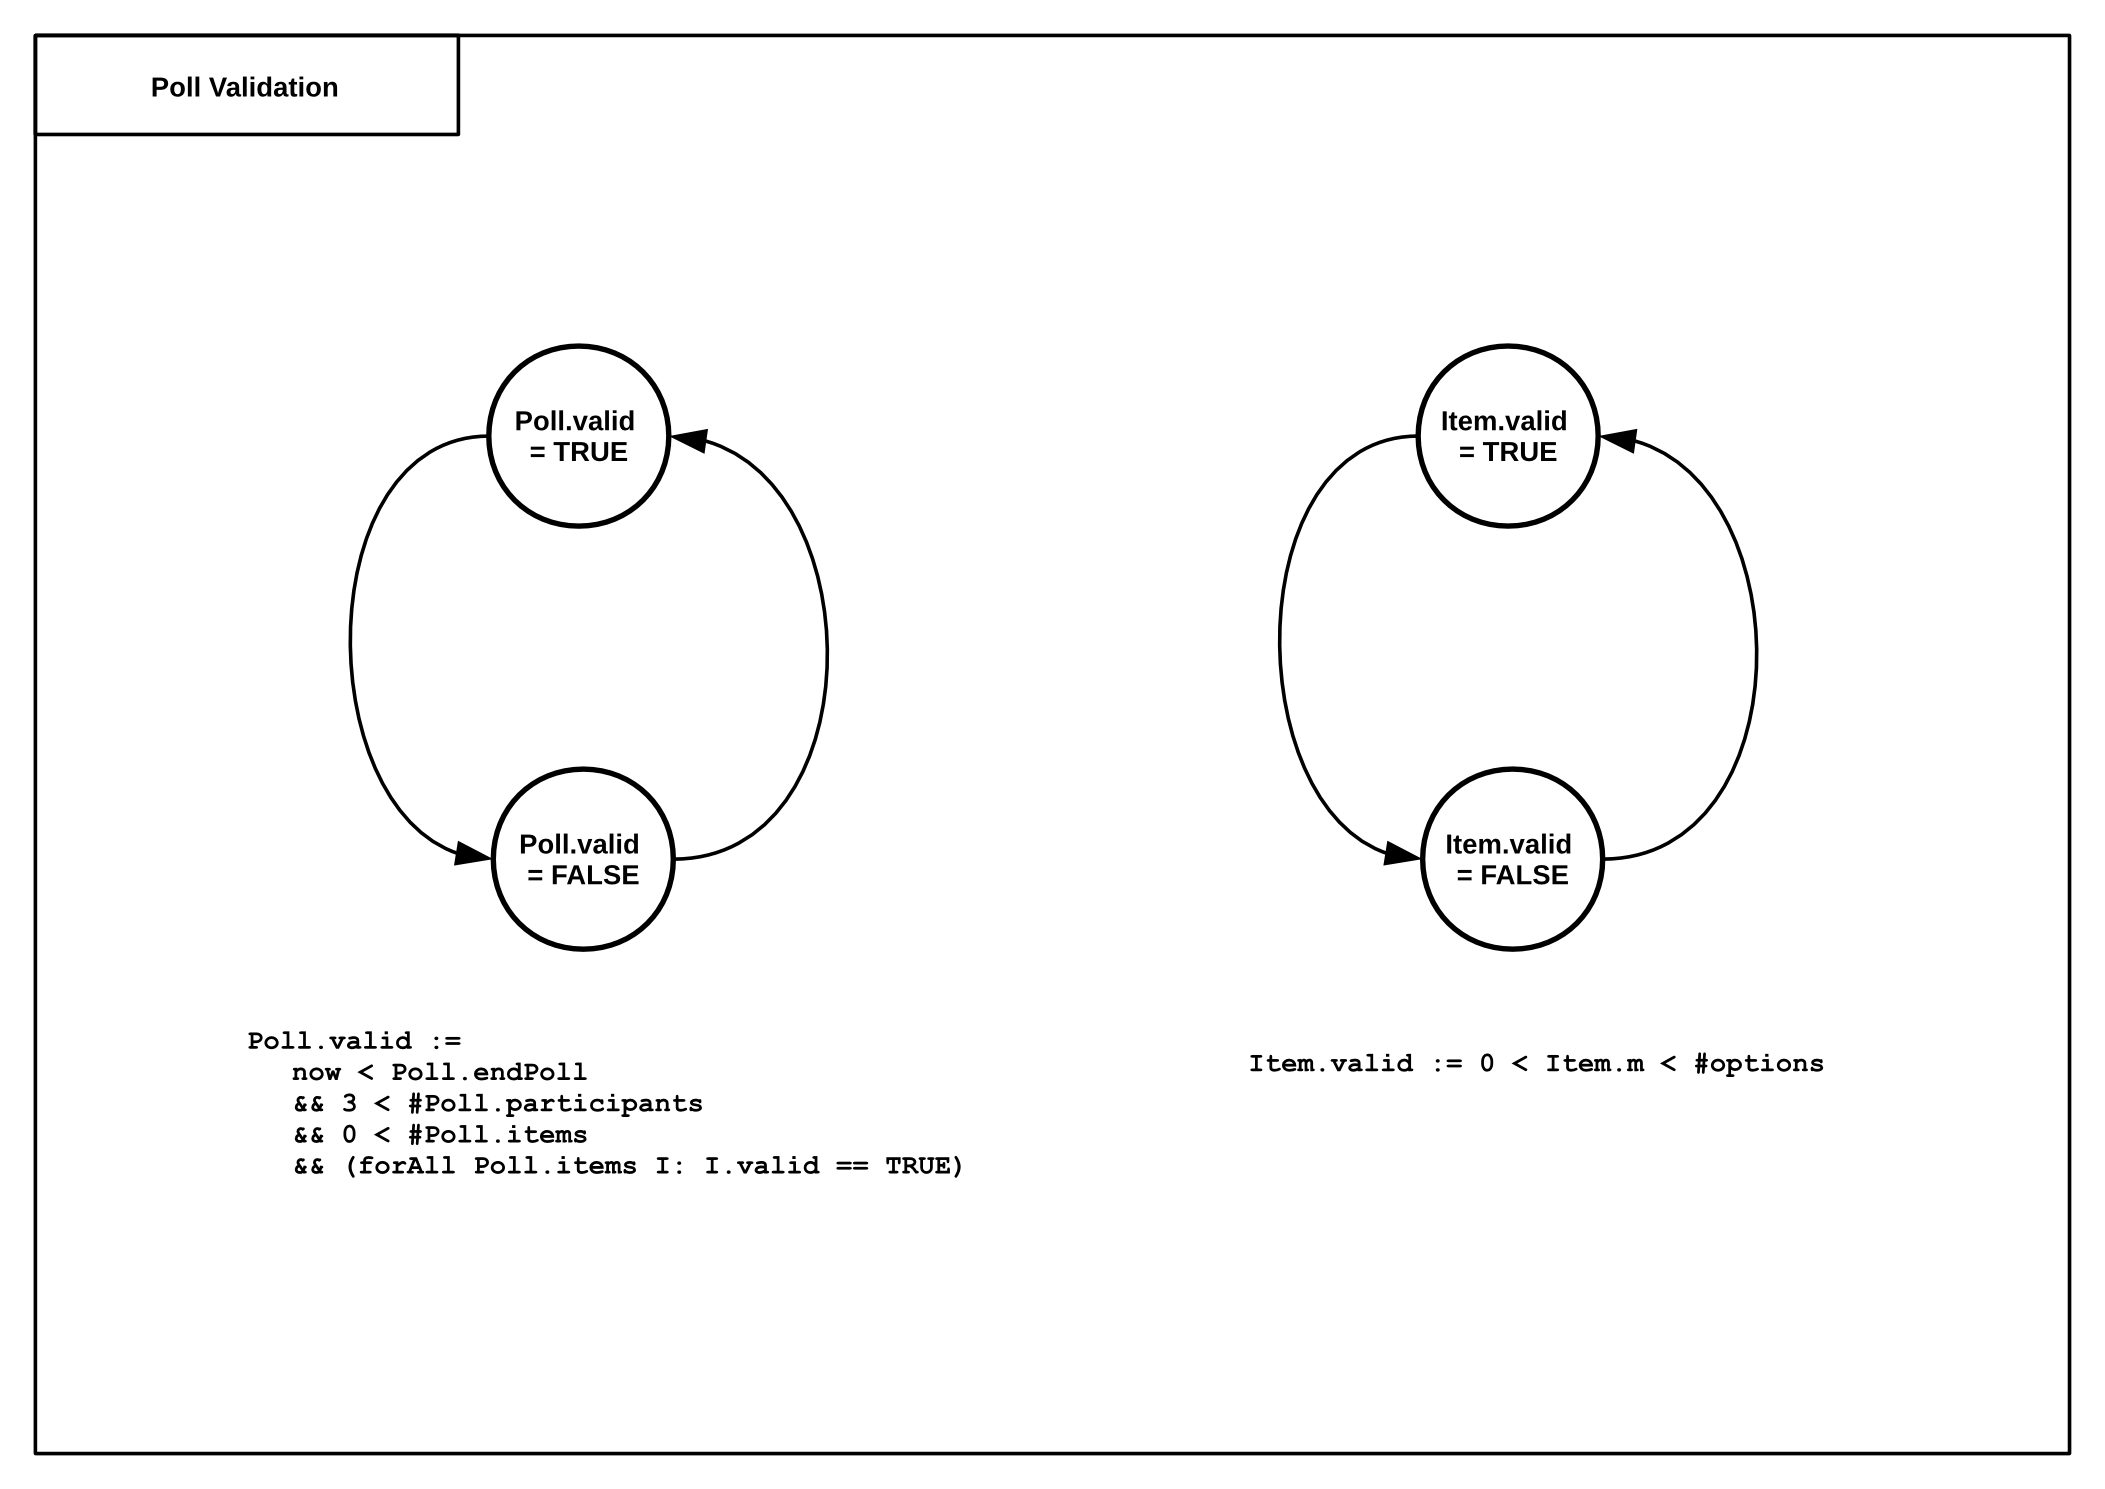 Poll Validation
Poll.valid
= TRUE
Item.valid
= TRUE
Poll.valid
= FALSE
Item.valid
= FALSE
Poll.valid :=
now < Poll.endPoll
&& 3 < #Poll.participants
&& 0 < #Poll.items
&& (forAll Poll.items I: I.valid == TRUE)
Item.valid := 0 < Item.m < #options